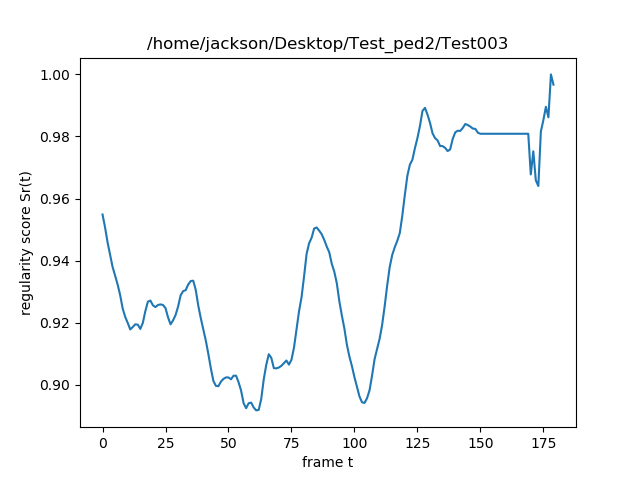 /home/jackson/Desktop/Test_ped2/Test003
1.00
0.98
0.96
0.94
0.92
0.90
regularity score Sr(t)
0 25 50 75 100 125 150 175
frame t